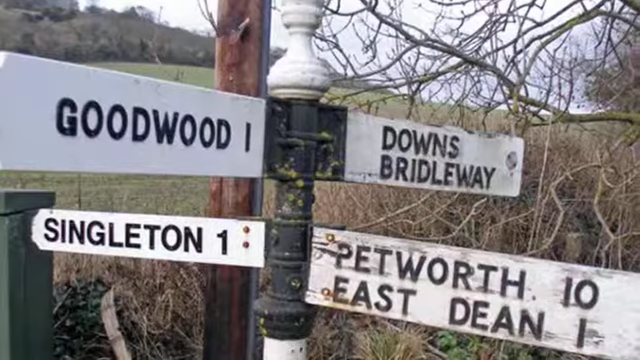 GOODWOOD 1
DOWNS
BRIDLEWAY
SINGLETON 1
PETWORTH 10
EAST DEAN 1